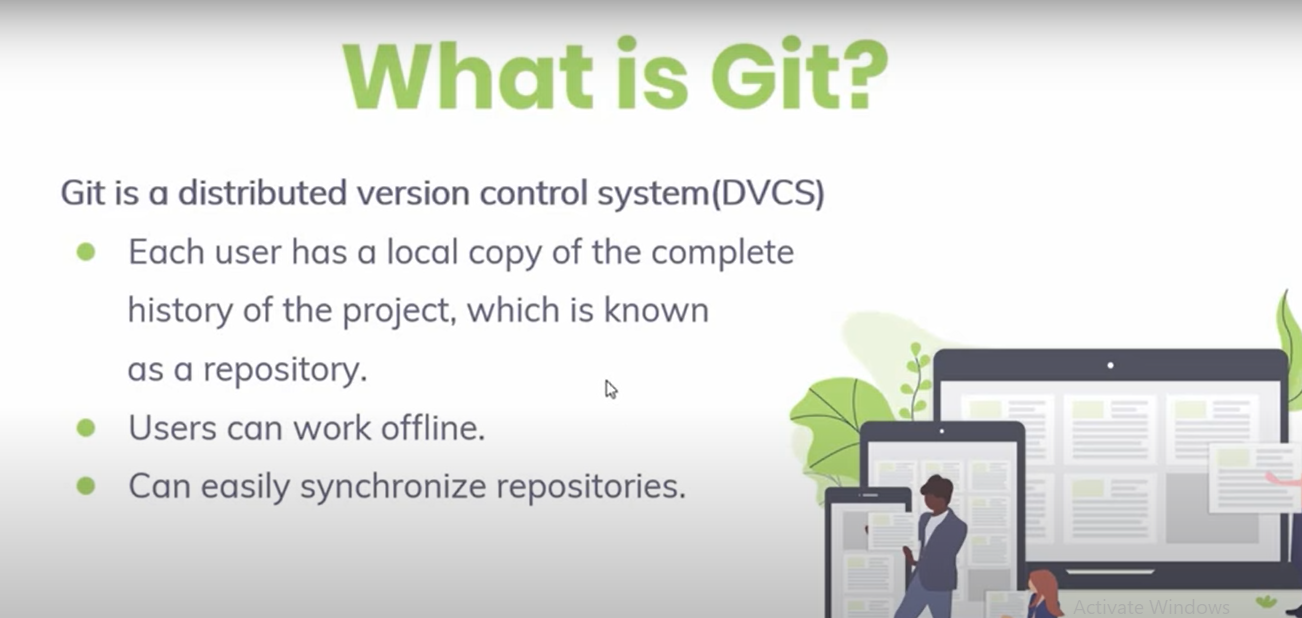 What is Git?
Git is a distributed version control system(DVCS)
Each user has a local copy of the complete
history of the project, which is known
as a repository.
Users can work offline.
Can easily synchronize repositories.
Activate Windows